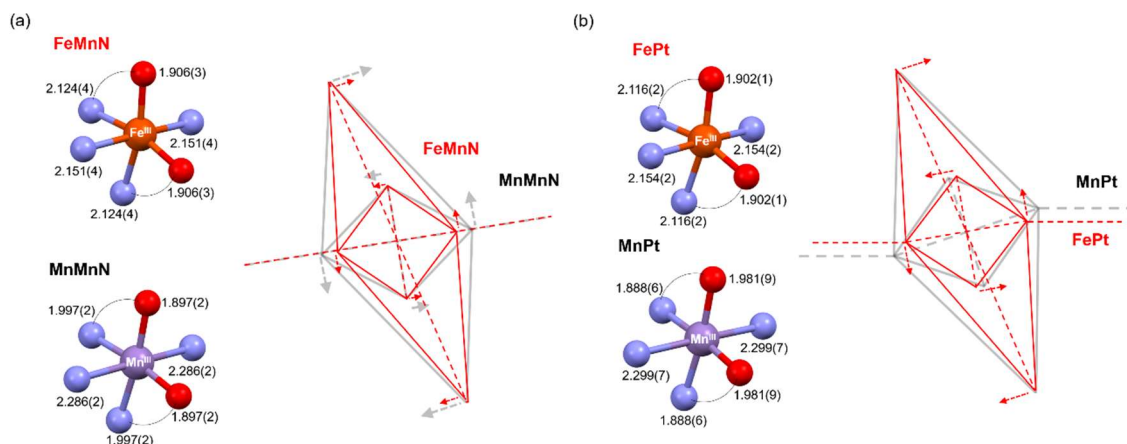 (a)
FeMnN
2.124(4)
1.906(3)
Fe^III
2.151(4)
2.151(4)
1.906(3)
2.124(4)
FeMnN
MnMnN
MnMnN
1.997(2)
1.897(2)
Mn^III
2.286(2)
2.286(2)
1.897(2)
1.997(2)
(b)
FePt
2.116(2)
1.902(1)
Fe^III
2.154(2)
2.154(2)
1.902(1)
2.116(2)
MnPt
FePt
MnPt
1.888(6)
1.981(9)
Mn^III
2.299(7)
2.299(7)
1.981(9)
1.888(6)